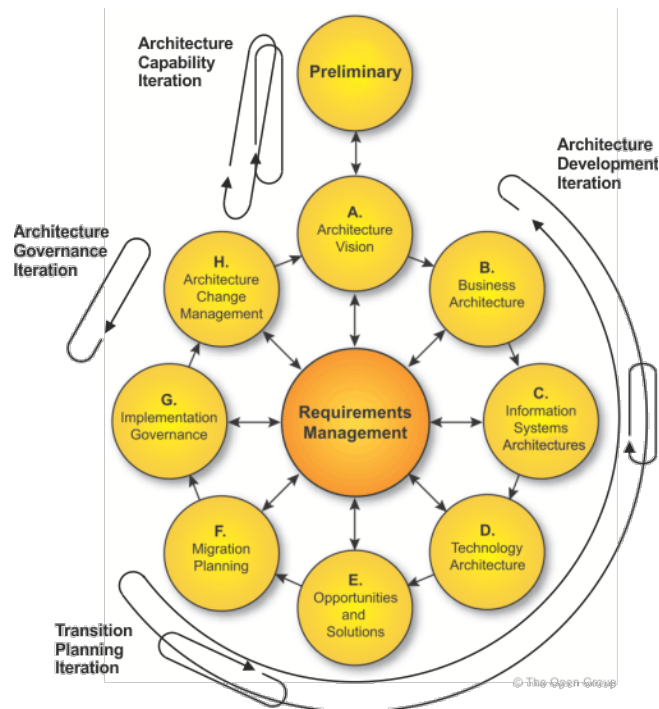 Architecture
Capability
Iteration
Preliminary
Architecture
Development
Iteration
A.
Architecture
Vision
Architecture
Governance
Iteration
H.
Architecture
Change
Management
B.
Business
Architecture
G.
Implementation
Governance
Requirements
Management
C.
Information
Systems
Architectures
F.
Migration
Planning
D.
Technology
Architecture
E.
Opportunities
and
Solutions
Transition
Planning
Iteration
© The Open Group